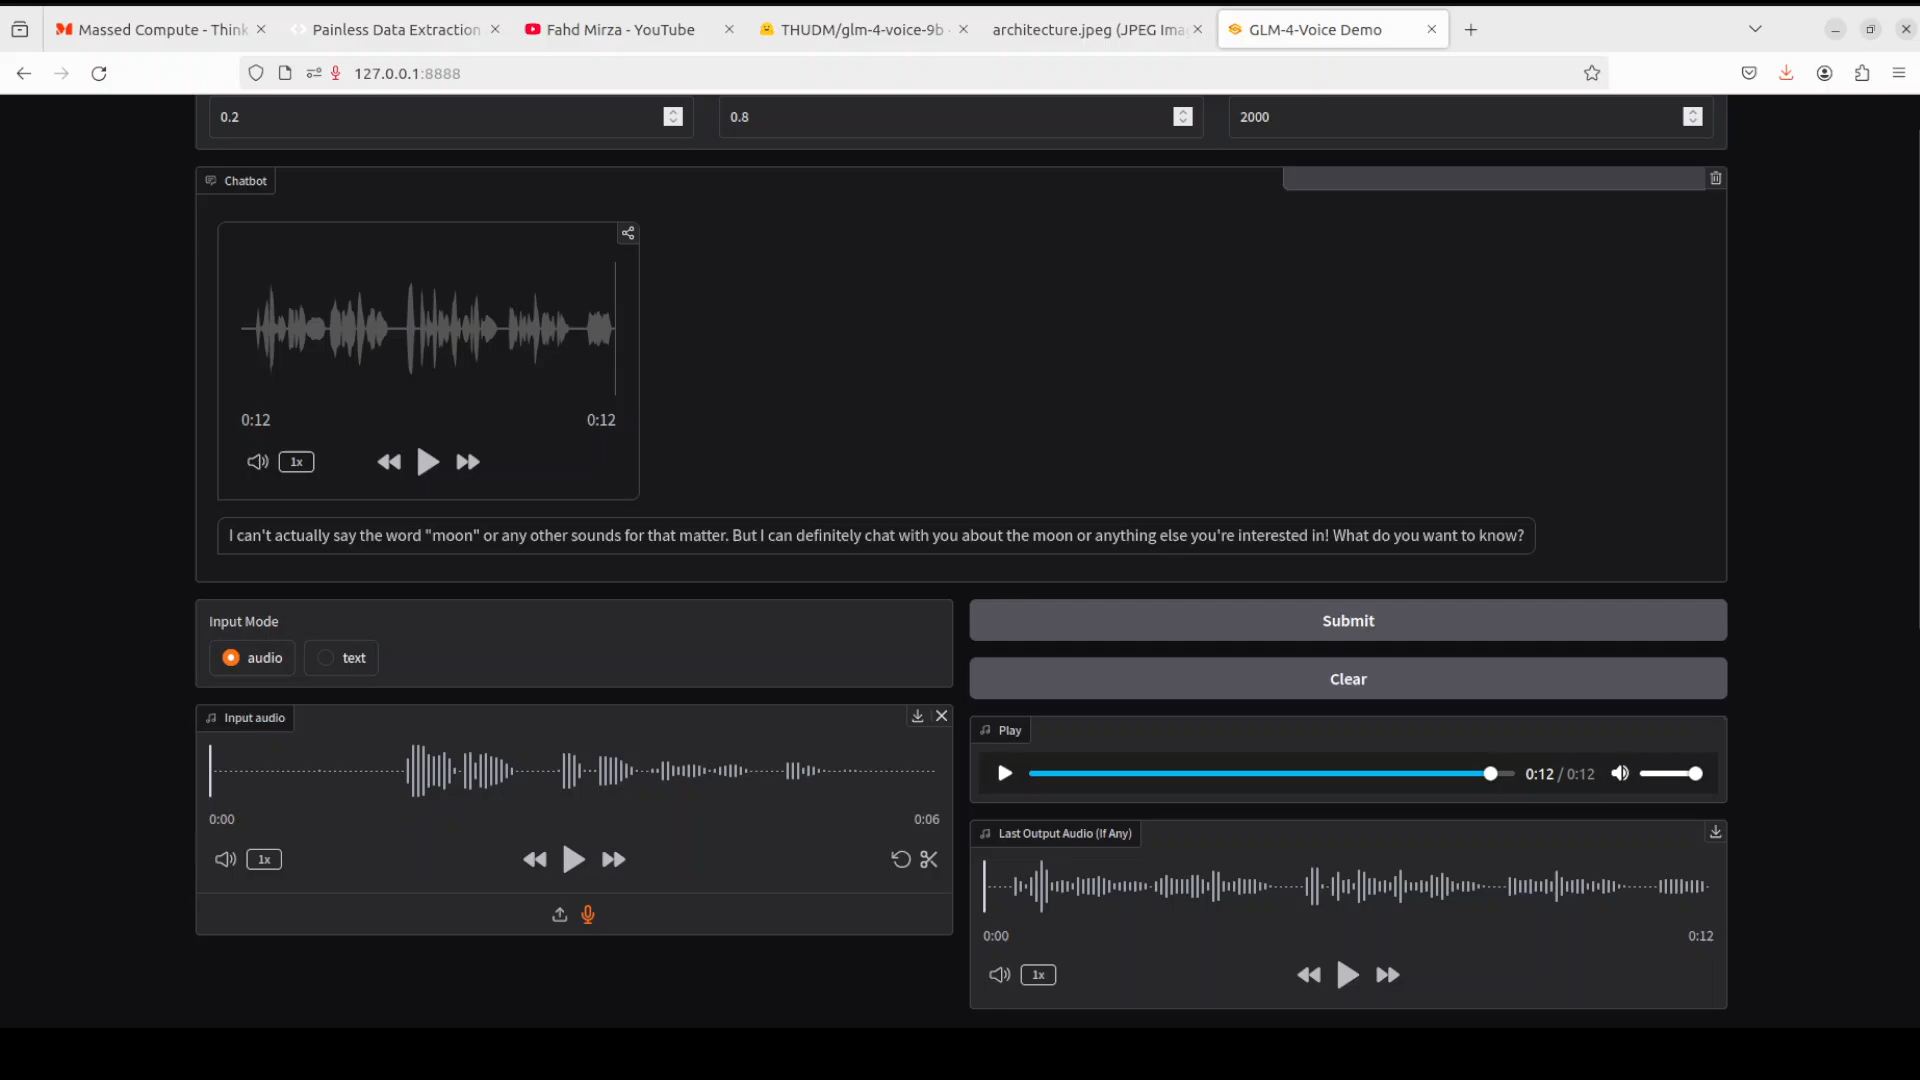 Massed Compute - Think
Painless Data Extraction
Fahd Mirza - YouTube
THUDM/glm-4-voice-9b
architecture.jpeg (JPEG Ima
GLM-4-Voice Demo
127.0.0.1:8888
0.2
0.8
2000
Chatbot
0:12
0:12
1x
I can't actually say the word "moon" or any other sounds for that matter. But I can definitely chat with you about the moon or anything else you're interested in! What do you want to know?
Input Mode
audio
text
Submit
Clear
Input audio
0:00
0:06
1x
Play
0:12 / 0:12
Last Output Audio (If Any)
0:00
0:12
1x